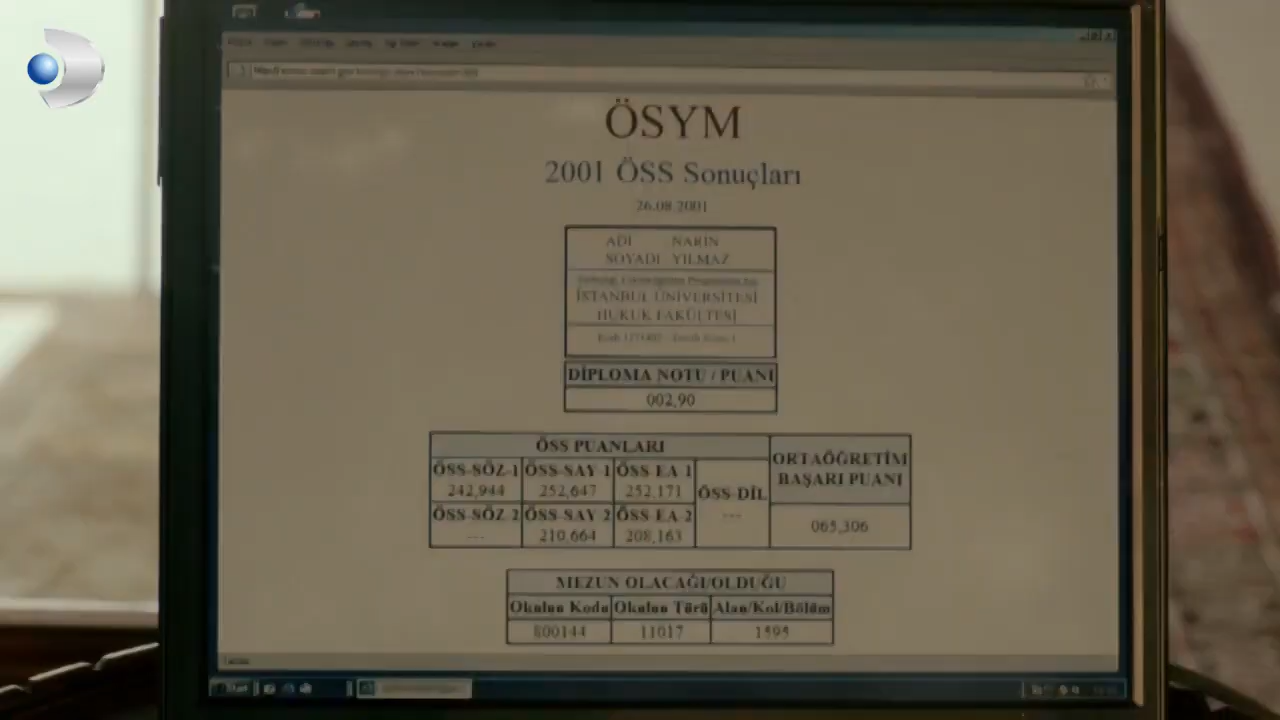 ÖSYM
2001 ÖSS Sonuçları
26.08.2001
ADI NARİN
SOYADI YILMAZ
İSTANBUL ÜNİVERSİTESİ
HUKUK FAKÜLTESİ
DİPLOMA NOTU / PUANI
002,90
ÖSS PUANLARI
ORTAÖĞRETİM
BAŞARI PUANI
ÖSS-SÖZ-1 ÖSS-SAY 1 ÖSS EA 1
242,944 252,647 252,171
ÖSS-DİL
---
065,306
ÖSS-SÖZ 2 ÖSS-SAY 2 ÖSS EA 2
--- 210,664 208,163
MEZUN OLACAĞI/OLDUĞU
Okulun Kodu Okulun Türü Alan/Kol/Bölüm
800144 11017 1595